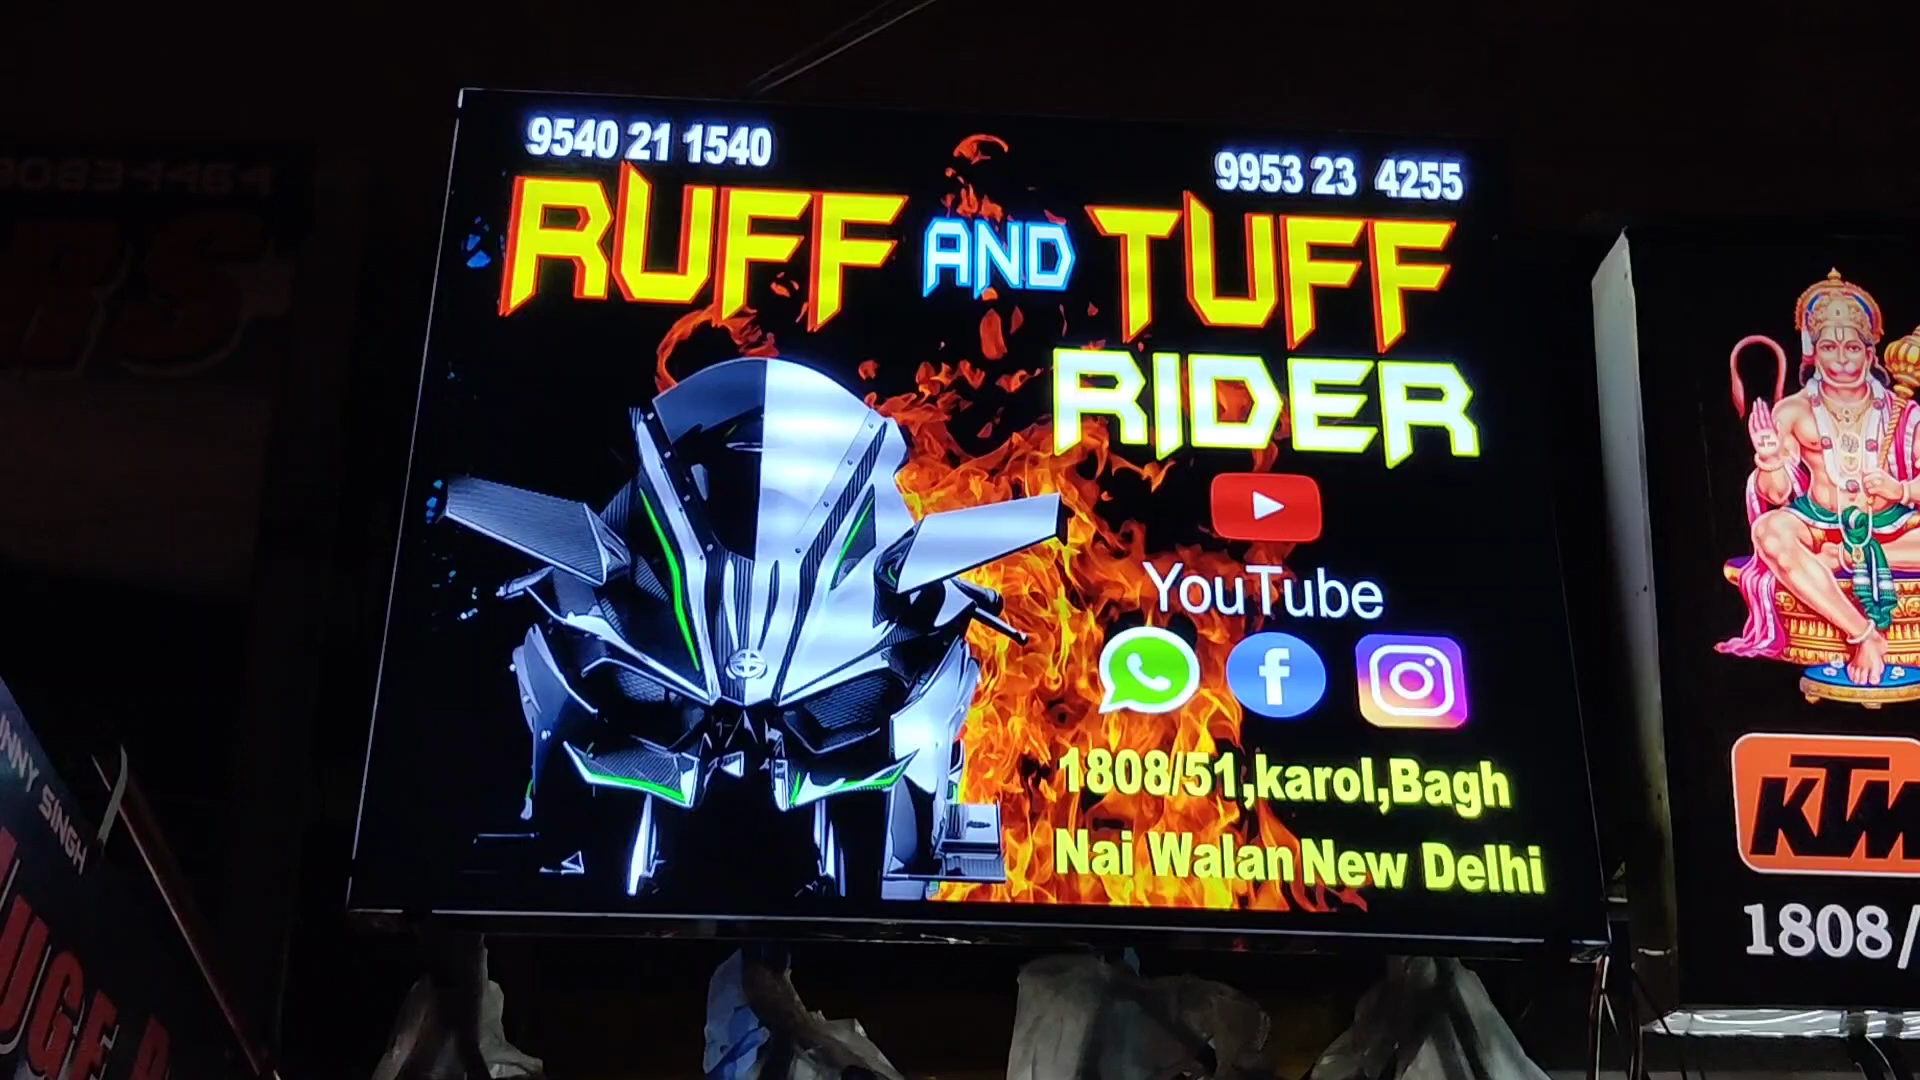 9540 21 1540
9953 23 4255
RUFF AND TUFF
RIDER
YouTube
1808/51,karol,Bagh
Nai Walan New Delhi
KTM
1808/
SINGH